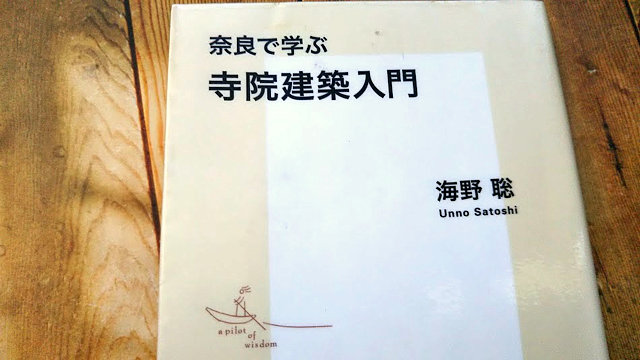 奈良で学ぶ
寺院建築入門
海野 聡
Unno Satoshi
a pilot
of
wisdom